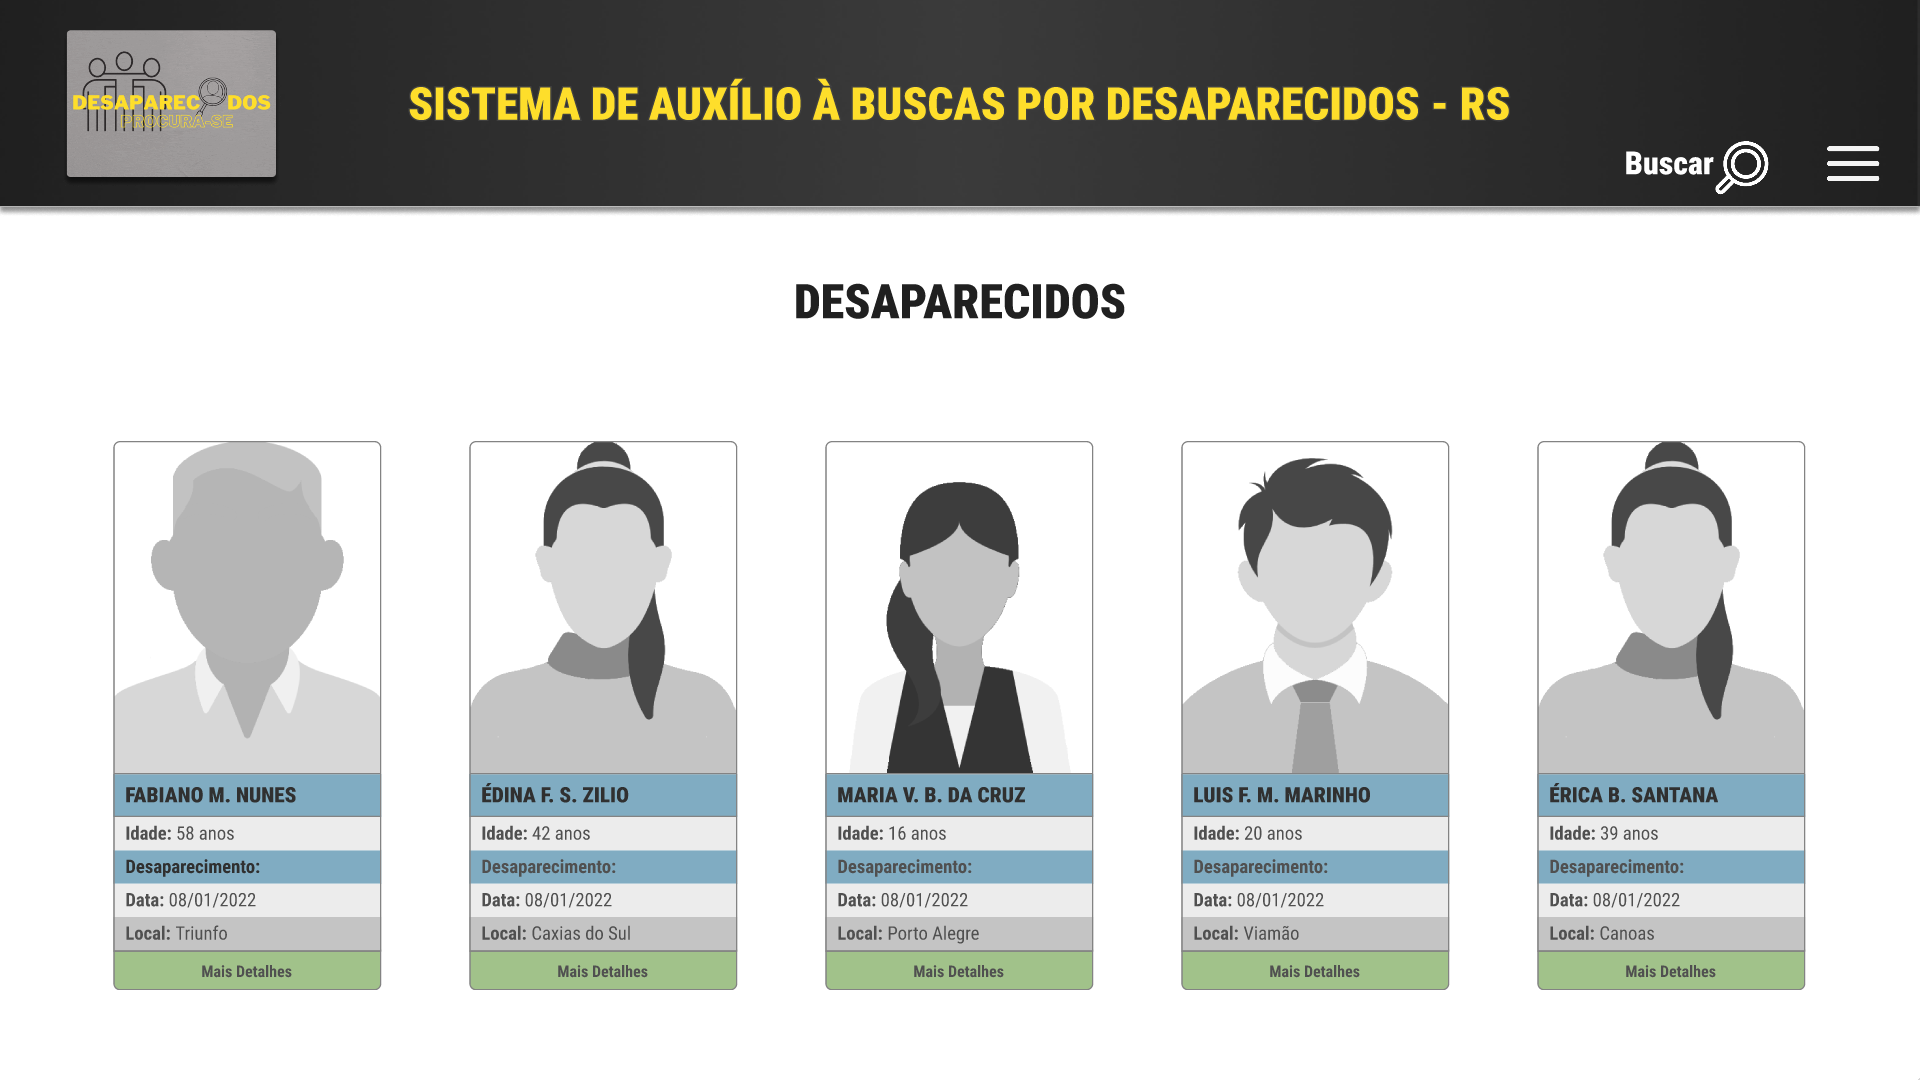 DESAPAREC DOS
PROCURA-SE
SISTEMA DE AUXÍLIO À BUSCAS POR DESAPARECIDOS - RS
Buscar
DESAPARECIDOS
FABIANO M. NUNES
Idade: 58 anos
Desaparecimento:
Data: 08/01/2022
Local: Triunfo
Mais Detalhes
ÉDINA F. S. ZILIO
Idade: 42 anos
Desaparecimento:
Data: 08/01/2022
Local: Caxias do Sul
Mais Detalhes
MARIA V. B. DA CRUZ
Idade: 16 anos
Desaparecimento:
Data: 08/01/2022
Local: Porto Alegre
Mais Detalhes
LUIS F. M. MARINHO
Idade: 20 anos
Desaparecimento:
Data: 08/01/2022
Local: Viamão
Mais Detalhes
ÉRICA B. SANTANA
Idade: 39 anos
Desaparecimento:
Data: 08/01/2022
Local: Canoas
Mais Detalhes